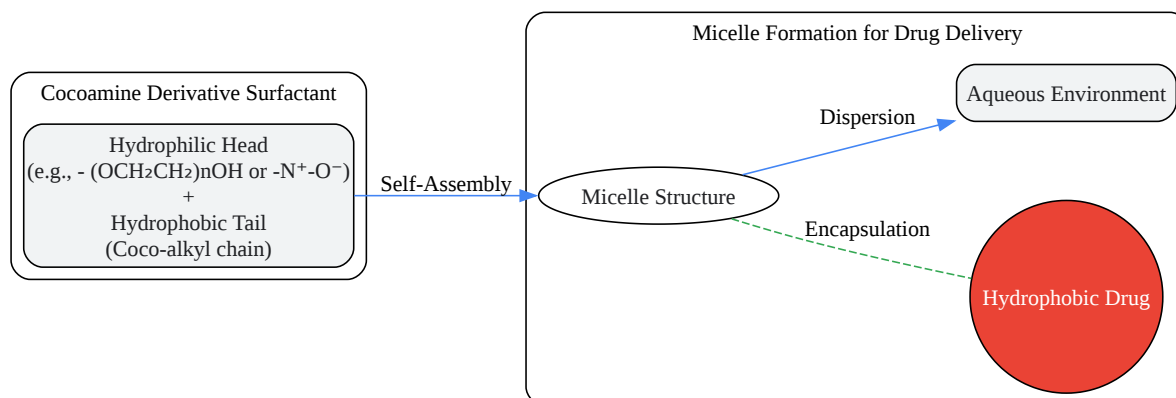 Micelle Formation for Drug Delivery
Cocoamine Derivative Surfactant
Hydrophilic Head
(e.g., - (OCH₂CH₂)nOH or -N⁺-O⁻)
+
Hydrophobic Tail
(Coco-alkyl chain)
Self-Assembly
Micelle Structure
Dispersion
Aqueous Environment
Encapsulation
Hydrophobic Drug